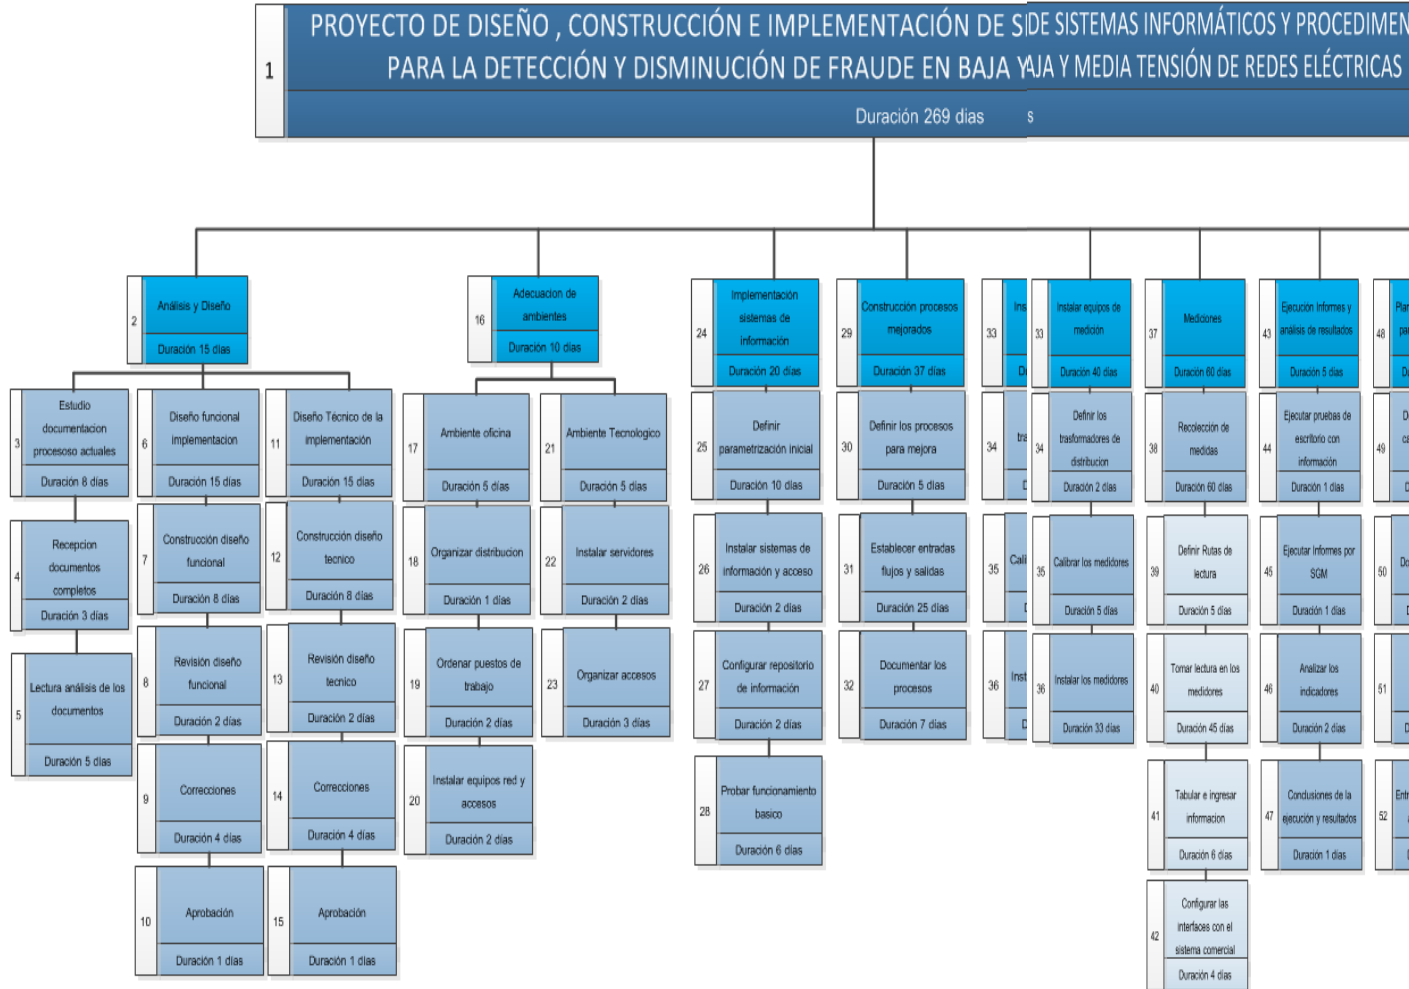 1
PROYECTO DE DISEÑO , CONSTRUCCIÓN E IMPLEMENTACIÓN DE S
DE SISTEMAS INFORMÁTICOS Y PROCEDIMEN
PARA LA DETECCIÓN Y DISMINUCIÓN DE FRAUDE EN BAJA Y
AJA Y MEDIA TENSIÓN DE REDES ELÉCTRICAS
Duración 269 dias
s
2
Análisis y Diseño
Duración 15 días
3
Estudio
documentacion
procesoso actuales
Duración 8 días
4
Recepcion
documentos
completos
Duración 3 días
5
Lectura análisis de los
documentos
Duración 5 días
6
Diseño funcional
implementacion
Duración 15 días
7
Construcción diseño
funcional
Duración 8 días
8
Revisión diseño
funcional
Duración 2 días
9
Correcciones
Duración 4 días
10
Aprobación
Duración 1 días
11
Diseño Técnico de la
implementación
Duración 15 días
12
Construcción diseño
tecnico
Duración 8 días
13
Revisión diseño
tecnico
Duración 2 días
14
Correcciones
Duración 4 días
15
Aprobación
Duración 1 días
16
Adecuacion de
ambientes
Duración 10 días
17
Ambiente oficina
Duración 5 días
18
Organizar distribucion
Duración 1 días
19
Ordenar puestos de
trabajo
Duración 2 días
20
Instalar equipos red y
accesos
Duración 2 días
21
Ambiente Tecnologico
Duración 5 días
22
Instalar servidores
Duración 2 días
23
Organizar accesos
Duración 3 días
24
Implementación
sistemas de
información
Duración 20 días
25
Definir
parametrización inicial
Duración 10 días
26
Instalar sistemas de
información y acceso
Duración 2 días
27
Configurar repositorio
de información
Duración 2 días
28
Probar funcionamiento
basico
Duración 6 días
29
Construcción procesos
mejorados
Duración 37 días
30
Definir los procesos
para mejora
Duración 5 días
31
Establecer entradas
flujos y salidas
Duración 25 días
32
Documentar los
procesos
Duración 7 días
33
Ins
D
34
tra
D
35
Cali
D
36
Inst
D
33
Instalar equipos de
medición
Duración 40 días
34
Definir los
trasformadores de
distribucion
Duración 2 días
35
Calibrar los medidores
Duración 5 días
36
Instalar los medidores
Duración 33 días
37
Mediciones
Duración 60 días
38
Recolección de
medidas
Duración 60 días
39
Definir Rutas de
lectura
Duración 5 días
40
Tomar lectura en los
medidores
Duración 45 días
41
Tabular e ingresar
informacion
Duración 6 días
42
Configurar las
interfaces con el
sistema comercial
Duración 4 días
43
Ejecución Informes y
análisis de resultados
Duración 5 días
44
Ejecutar pruebas de
escritorio con
información
Duración 1 días
45
Ejecutar Informes por
SGM
Duración 1 días
46
Analizar los
indicadores
Duración 2 días
47
Conclusiones de la
ejecución y resultados
Duración 1 días
48
Plan
pa
D
49
D
ca
D
50
Do
D
51
D
52
Entr